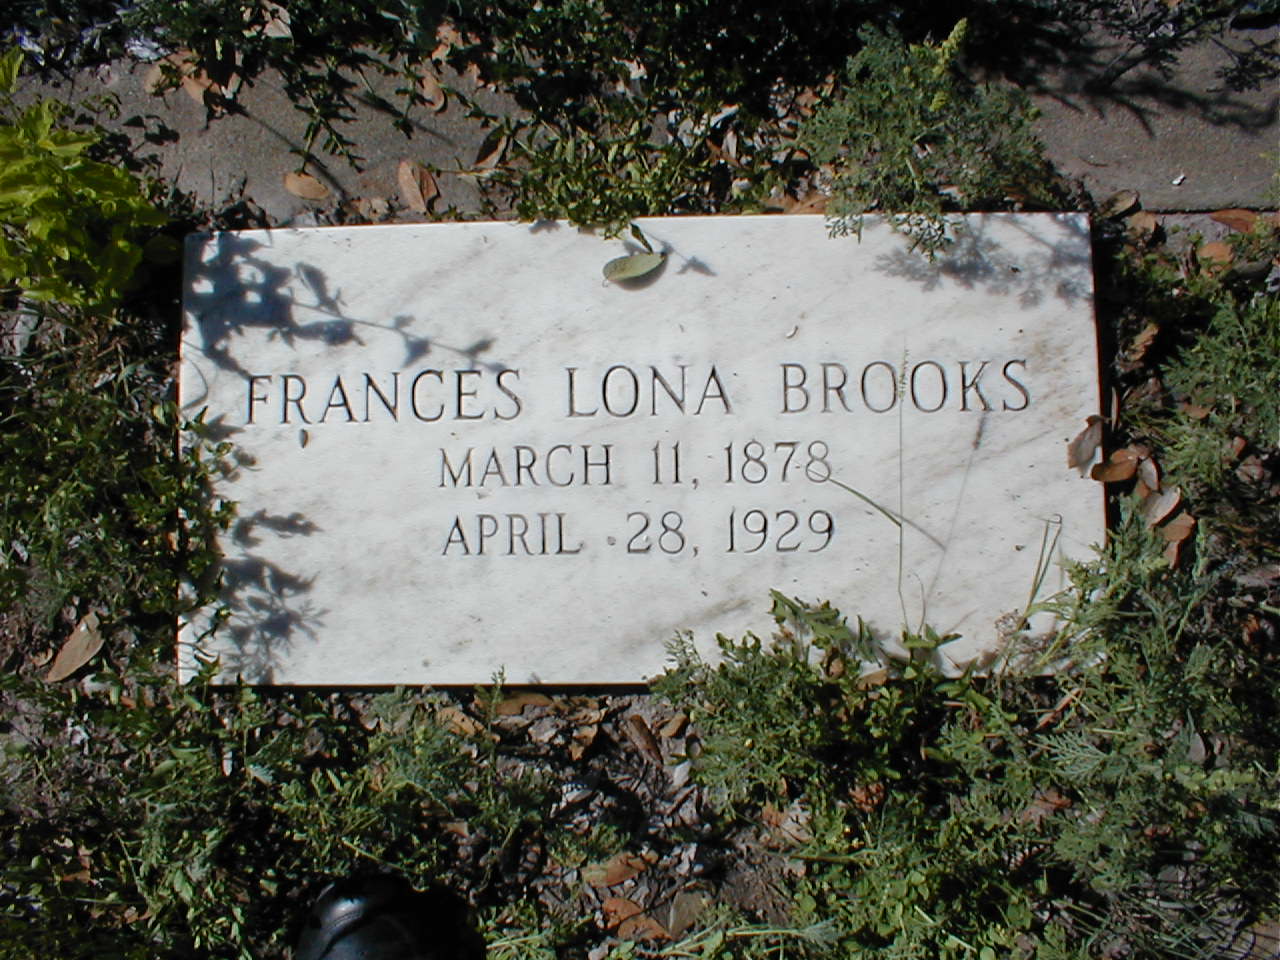 FRANCES LONA BROOKS
MARCH 11, 1878
APRIL 28, 1929